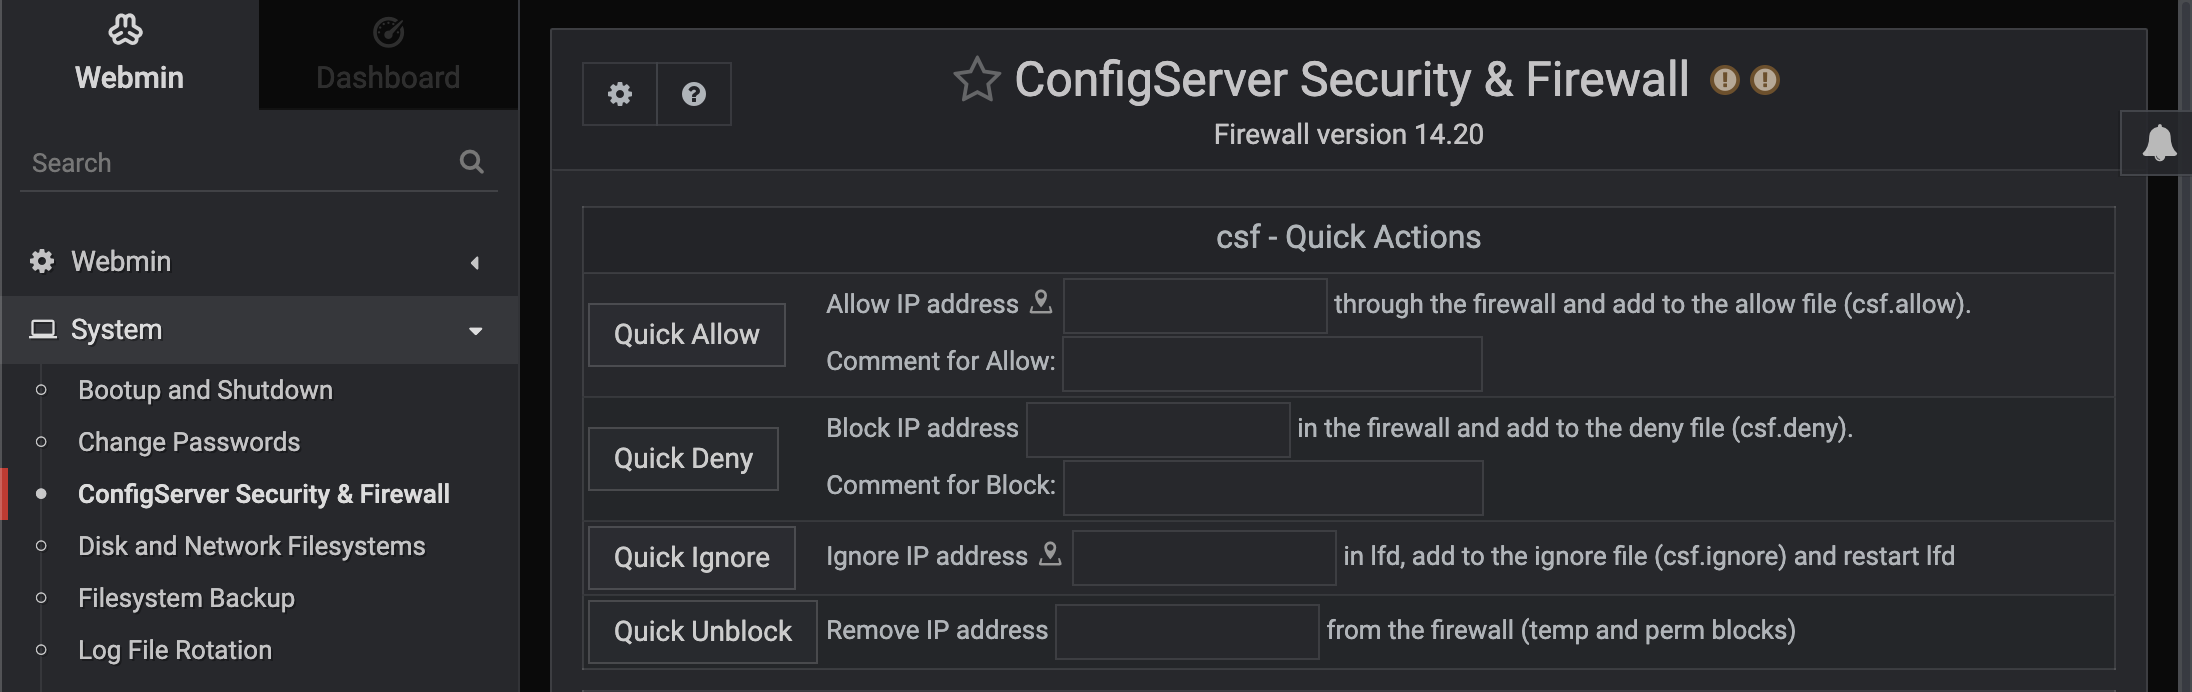 Webmin
Dashboard
Search
Webmin
System
Bootup and Shutdown
Change Passwords
ConfigServer Security & Firewall
Disk and Network Filesystems
Filesystem Backup
Log File Rotation
ConfigServer Security & Firewall
Firewall version 14.20
csf - Quick Actions
Quick Allow
Allow IP address through the firewall and add to the allow file (csf.allow).
Comment for Allow:
Quick Deny
Block IP address in the firewall and add to the deny file (csf.deny).
Comment for Block:
Quick Ignore
Ignore IP address in lfd, add to the ignore file (csf.ignore) and restart lfd
Quick Unblock
Remove IP address from the firewall (temp and perm blocks)